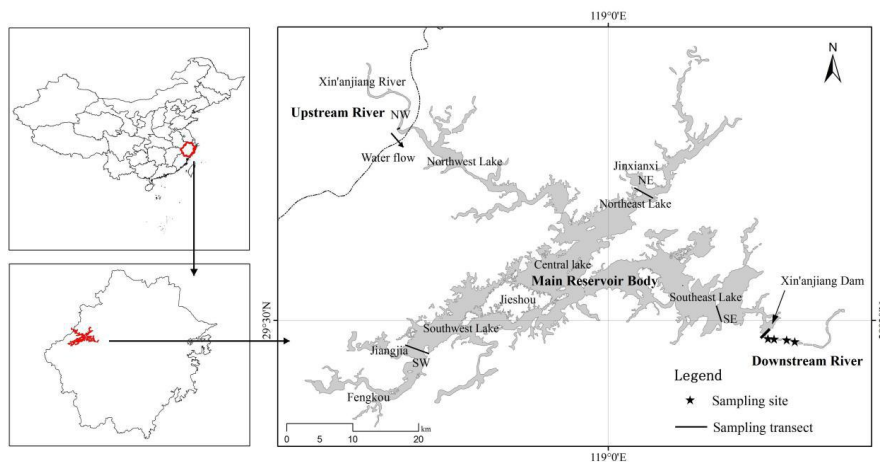 119°0'E
N
Xin'anjiang River
NW
Upstream River
Water flow
Northwest Lake
Jinxianxi
NE
Northeast Lake
Central lake
Main Reservoir Body
Xin'anjiang Dam
Jieshou
Southeast Lake
SE
29°30'N
Southwest Lake
Jiangjia
SW
Downstream River
Fengkou
Legend
Sampling site
Sampling transect
km
0 5 10 20
119°0'E